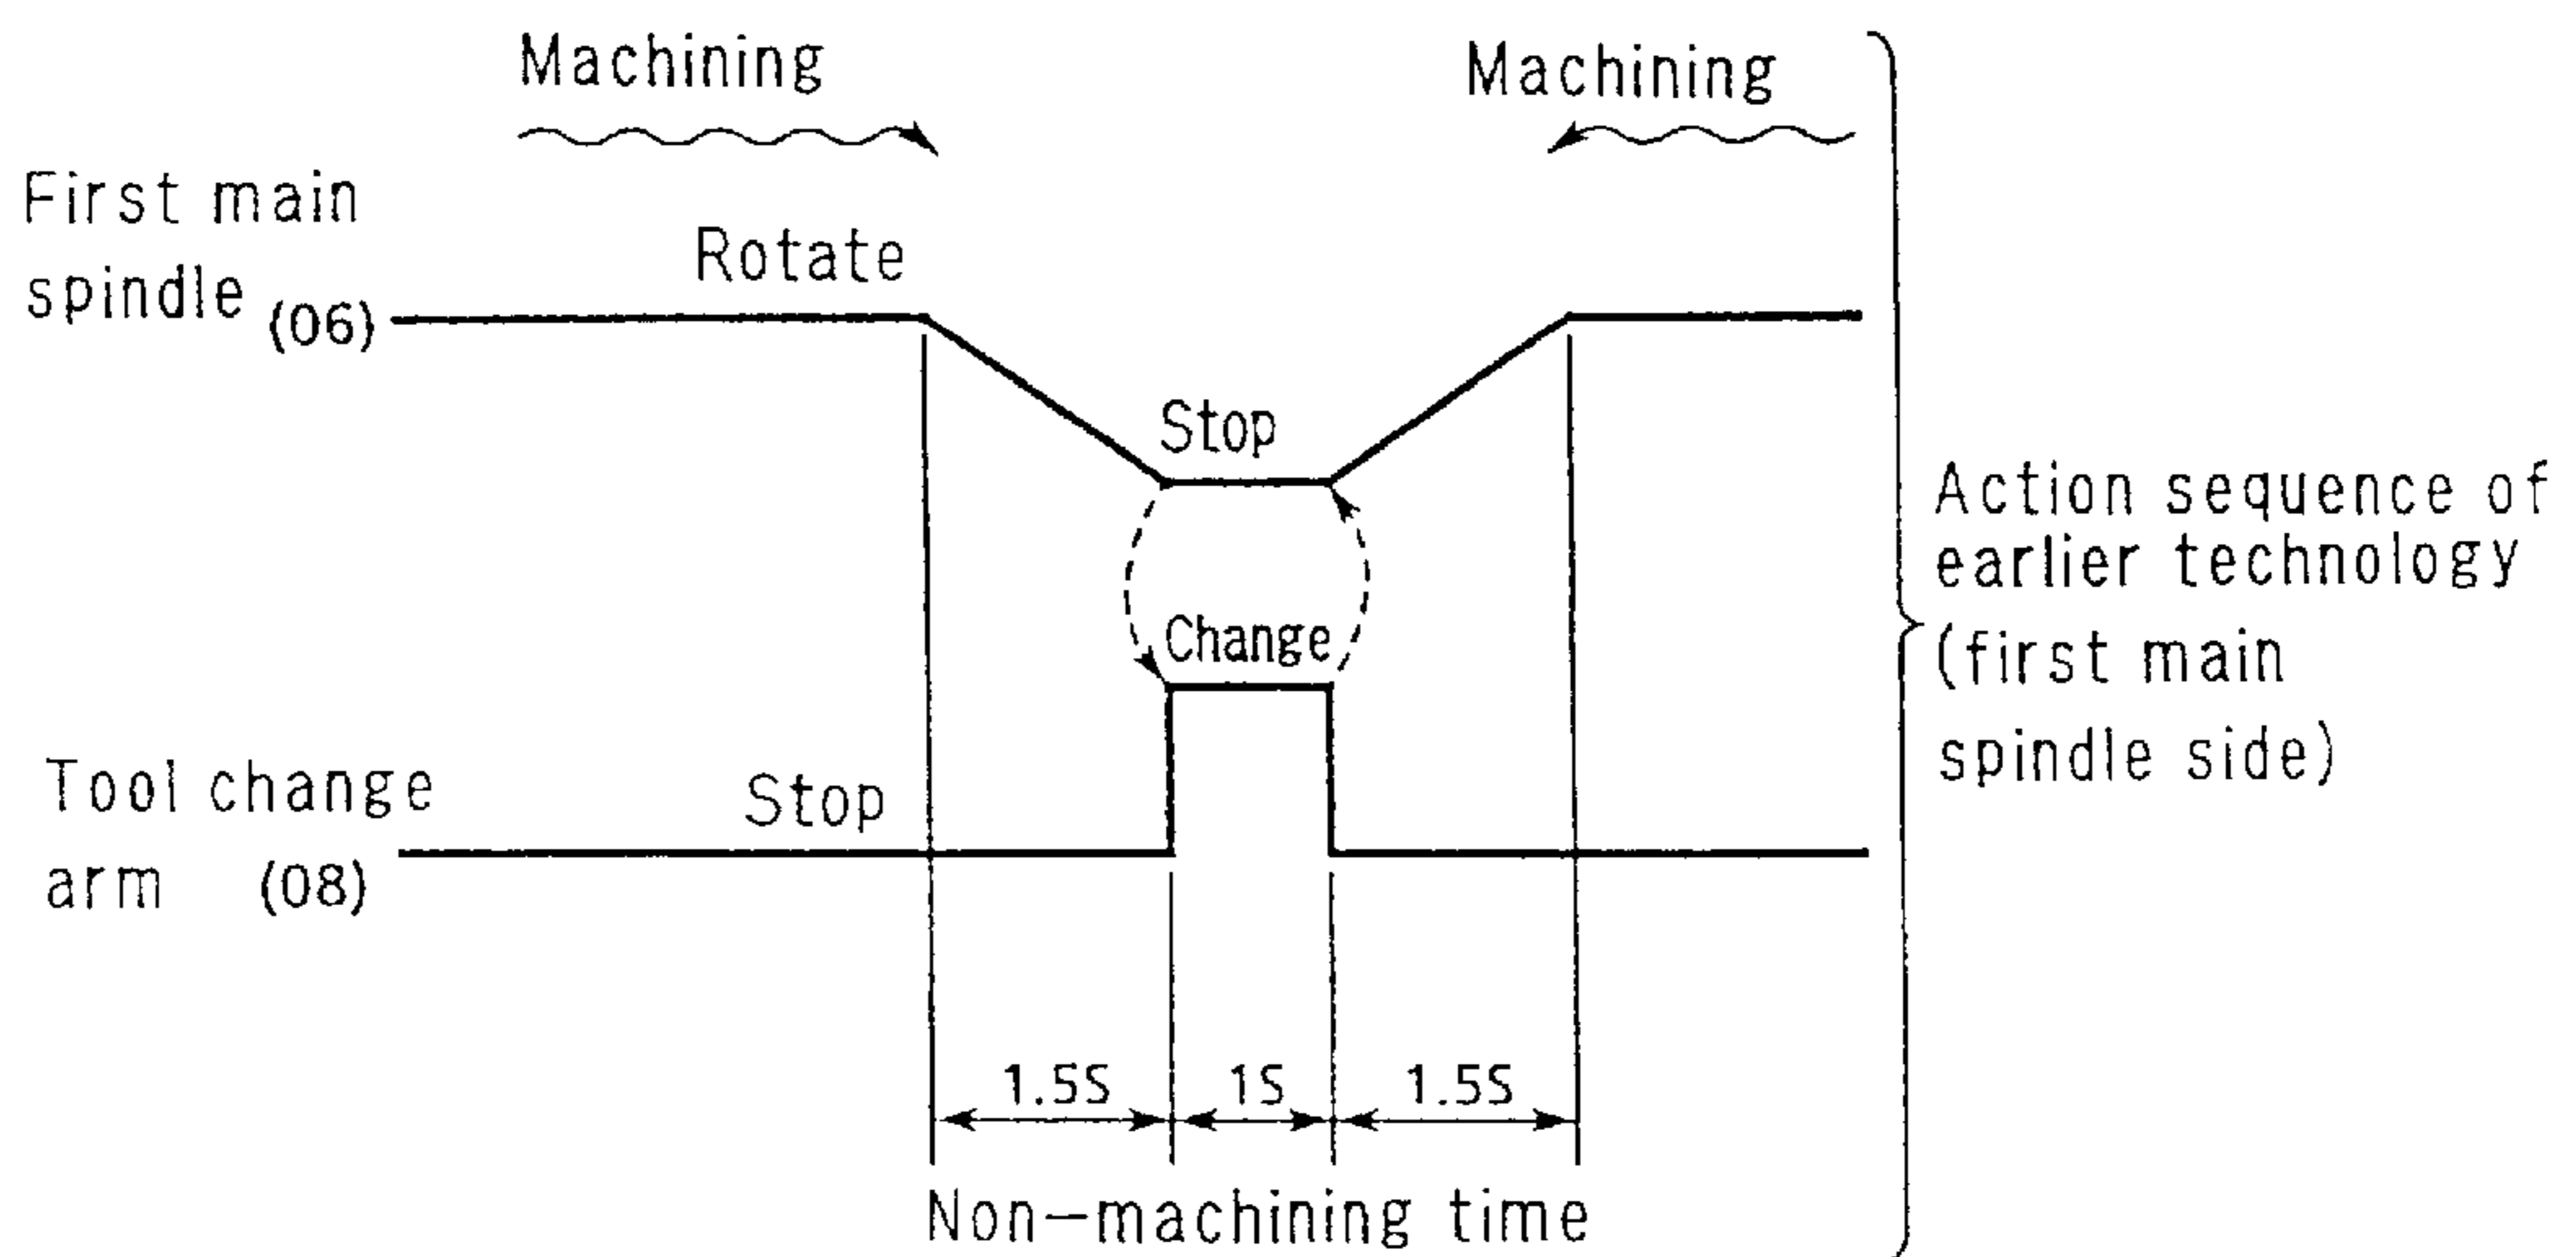 Machining
Machining
First main
spindle (06)
Rotate
Stop
Change
Tool change
arm (08)
Stop
Action sequence of
earlier technology
(first main
spindle side)
1.5S
1S
1.5S
Non-machining time